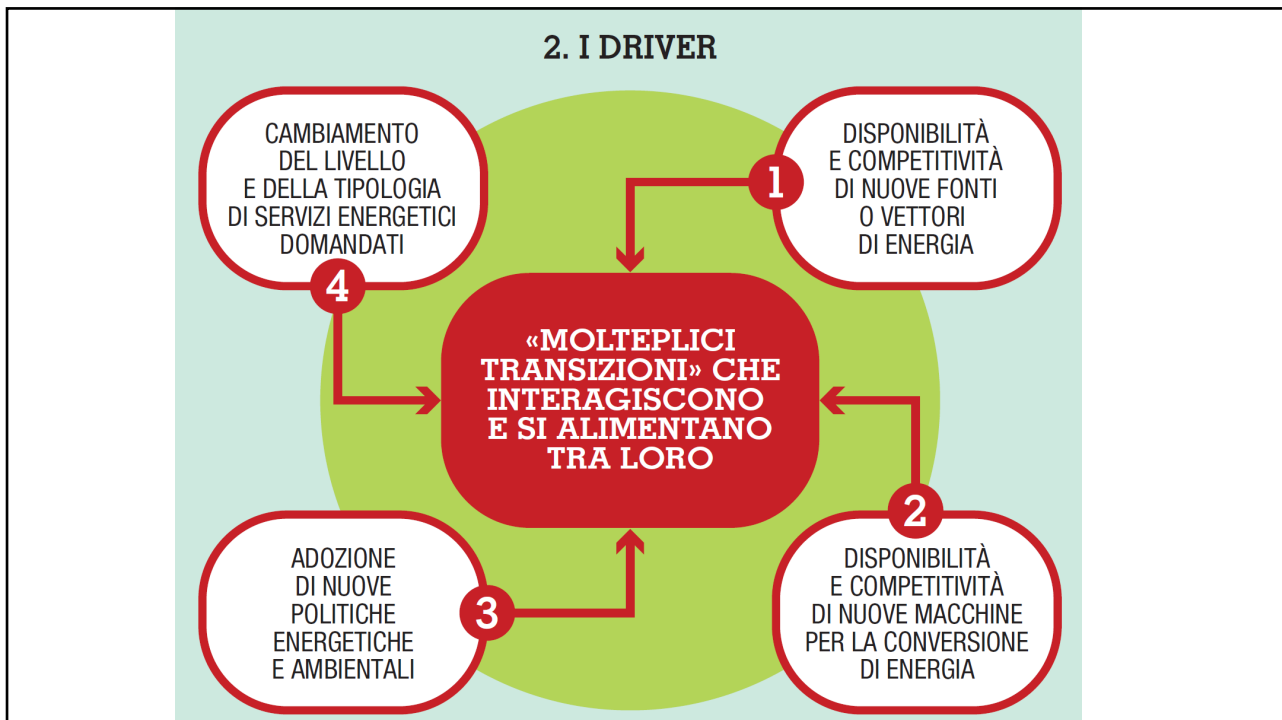 2. I DRIVER
1
DISPONIBILITÀ
E COMPETITIVITÀ
DI NUOVE FONTI
O VETTORI
DI ENERGIA
2
DISPONIBILITÀ
E COMPETITIVITÀ
DI NUOVE MACCHINE
PER LA CONVERSIONE
DI ENERGIA
3
ADOZIONE
DI NUOVE
POLITICHE
ENERGETICHE
E AMBIENTALI
4
CAMBIAMENTO
DEL LIVELLO
E DELLA TIPOLOGIA
DI SERVIZI ENERGETICI
DOMANDATI
«MOLTEPLICI
TRANSIZIONI» CHE
INTERAGISCONO
E SI ALIMENTANO
TRA LORO